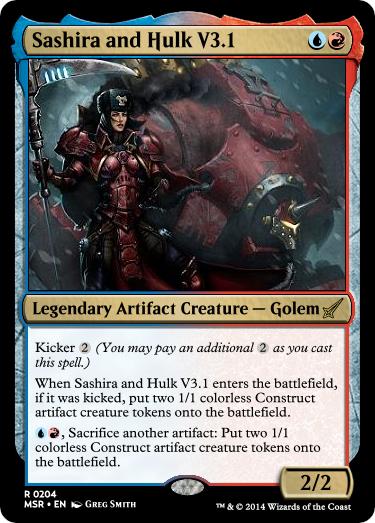 Sashira and Hulk V3.1
Legendary Artifact Creature — Golem
Kicker 2 (You may pay an additional 2 as you cast
this spell.)
When Sashira and Hulk V3.1 enters the battlefield,
if it was kicked, put two 1/1 colorless Construct
artifact creature tokens onto the battlefield.
, Sacrifice another artifact: Put two 1/1
colorless Construct artifact creature tokens onto
the battlefield.
2/2
R 0204
MSR • EN Greg Smith
™ & © 2014 Wizards of the Coast